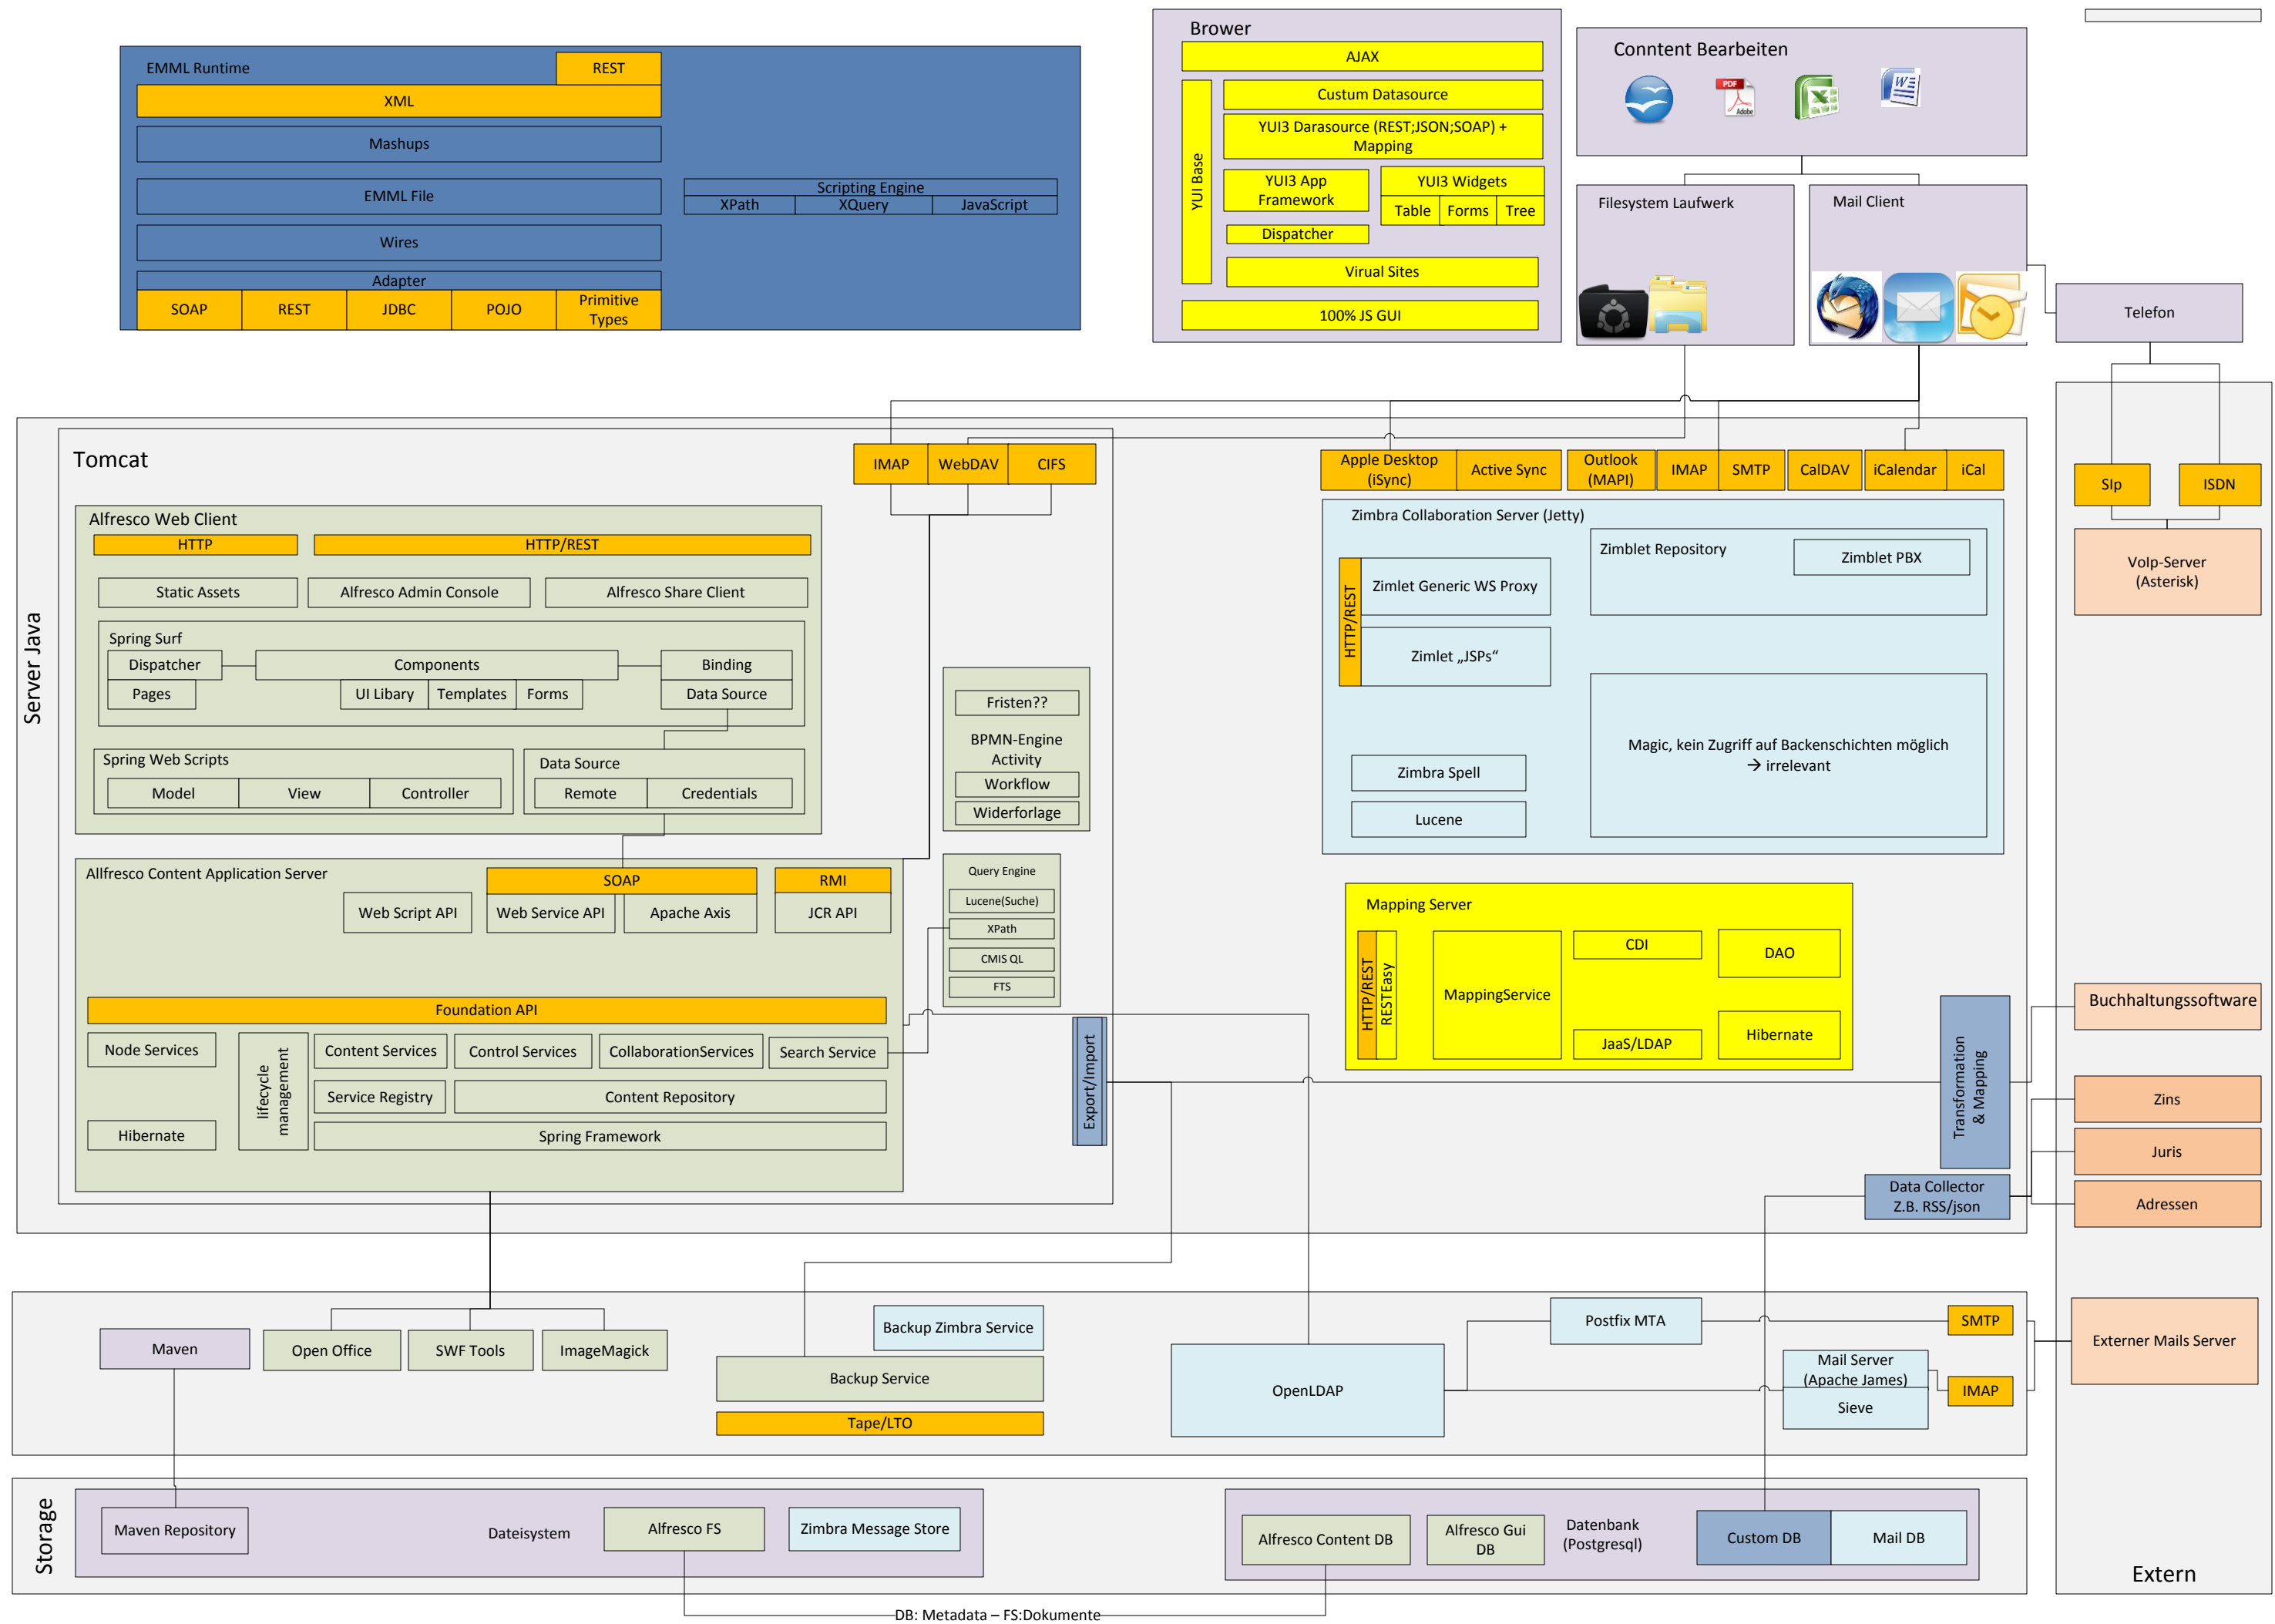 EMML Runtime
REST
XML
Mashups
EMML File
Wires
Adapter
SOAP
REST
JDBC
POJO
Primitive
Types
Scripting Engine
XPath
XQuery
JavaScript
Brower
AJAX
YUI Base
Custum Datasource
YUI3 Darasource (REST;JSON;SOAP) +
Mapping
YUI3 App
Framework
YUI3 Widgets
Table
Forms
Tree
Dispatcher
Virual Sites
100% JS GUI
Conntent Bearbeiten
PDF
Adobe
Filesystem Laufwerk
Mail Client
Telefon
Server Java
Tomcat
IMAP
WebDAV
CIFS
Alfresco Web Client
HTTP
HTTP/REST
Static Assets
Alfresco Admin Console
Alfresco Share Client
Spring Surf
Dispatcher
Components
Binding
Pages
UI Libary
Templates
Forms
Data Source
Spring Web Scripts
Model
View
Controller
Data Source
Remote
Credentials
Fristen??
BPMN-Engine
Activity
Workflow
Widerforlage
Allfresco Content Application Server
SOAP
RMI
Web Script API
Web Service API
Apache Axis
JCR API
Query Engine
Lucene(Suche)
XPath
CMIS QL
FTS
Foundation API
Node Services
lifecycle
management
Content Services
Control Services
CollaborationServices
Search Service
Service Registry
Content Repository
Hibernate
Spring Framework
Export/Import
Apple Desktop
(iSync)
Active Sync
Outlook
(MAPI)
IMAP
SMTP
CalDAV
iCalendar
iCal
Zimbra Collaboration Server (Jetty)
HTTP/REST
Zimlet Generic WS Proxy
Zimlet „JSPs“
Zimblet Repository
Zimblet PBX
Zimbra Spell
Lucene
Magic, kein Zugriff auf Backenschichten möglich
→ irrelevant
Mapping Server
HTTP/REST
RESTEasy
MappingService
CDI
DAO
JaaS/LDAP
Hibernate
Transformation
& Mapping
Data Collector
Z.B. RSS/json
SIp
ISDN
VoIp-Server
(Asterisk)
Buchhaltungssoftware
Zins
Juris
Adressen
Externer Mails Server
Extern
Maven
Open Office
SWF Tools
ImageMagick
Backup Zimbra Service
Backup Service
Tape/LTO
OpenLDAP
Postfix MTA
Mail Server
(Apache James)
Sieve
SMTP
IMAP
Storage
Maven Repository
Dateisystem
Alfresco FS
Zimbra Message Store
Alfresco Content DB
Alfresco Gui
DB
Datenbank
(Postgresql)
Custom DB
Mail DB
DB: Metadata – FS:Dokumente